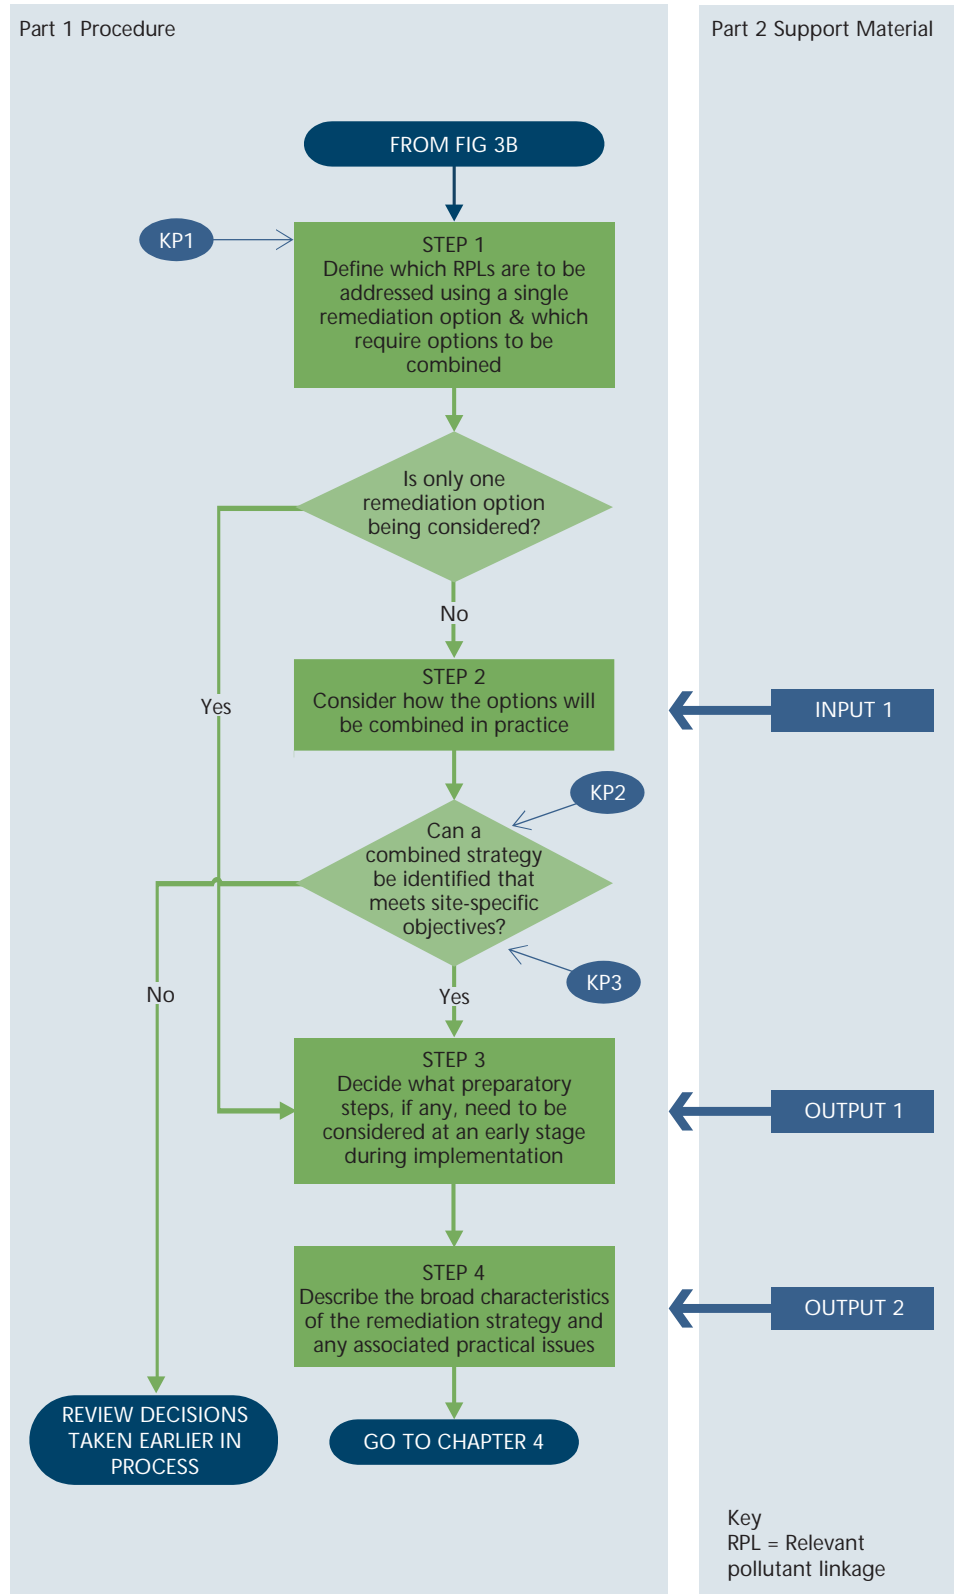 Part 1 Procedure
Part 2 Support Material
FROM FIG 3B
KP1
STEP 1
Define which RPLs are to be
addressed using a single
remediation option & which
require options to be
combined
Is only one
remediation option
being considered?
No
Yes
STEP 2
Consider how the options will
be combined in practice
INPUT 1
KP2
Can a
combined strategy
be identified that
meets site-specific
objectives?
KP3
No
Yes
STEP 3
Decide what preparatory
steps, if any, need to be
considered at an early stage
during implementation
OUTPUT 1
STEP 4
Describe the broad characteristics
of the remediation strategy and
any associated practical issues
OUTPUT 2
REVIEW DECISIONS
TAKEN EARLIER IN
PROCESS
GO TO CHAPTER 4
Key
RPL = Relevant
pollutant linkage